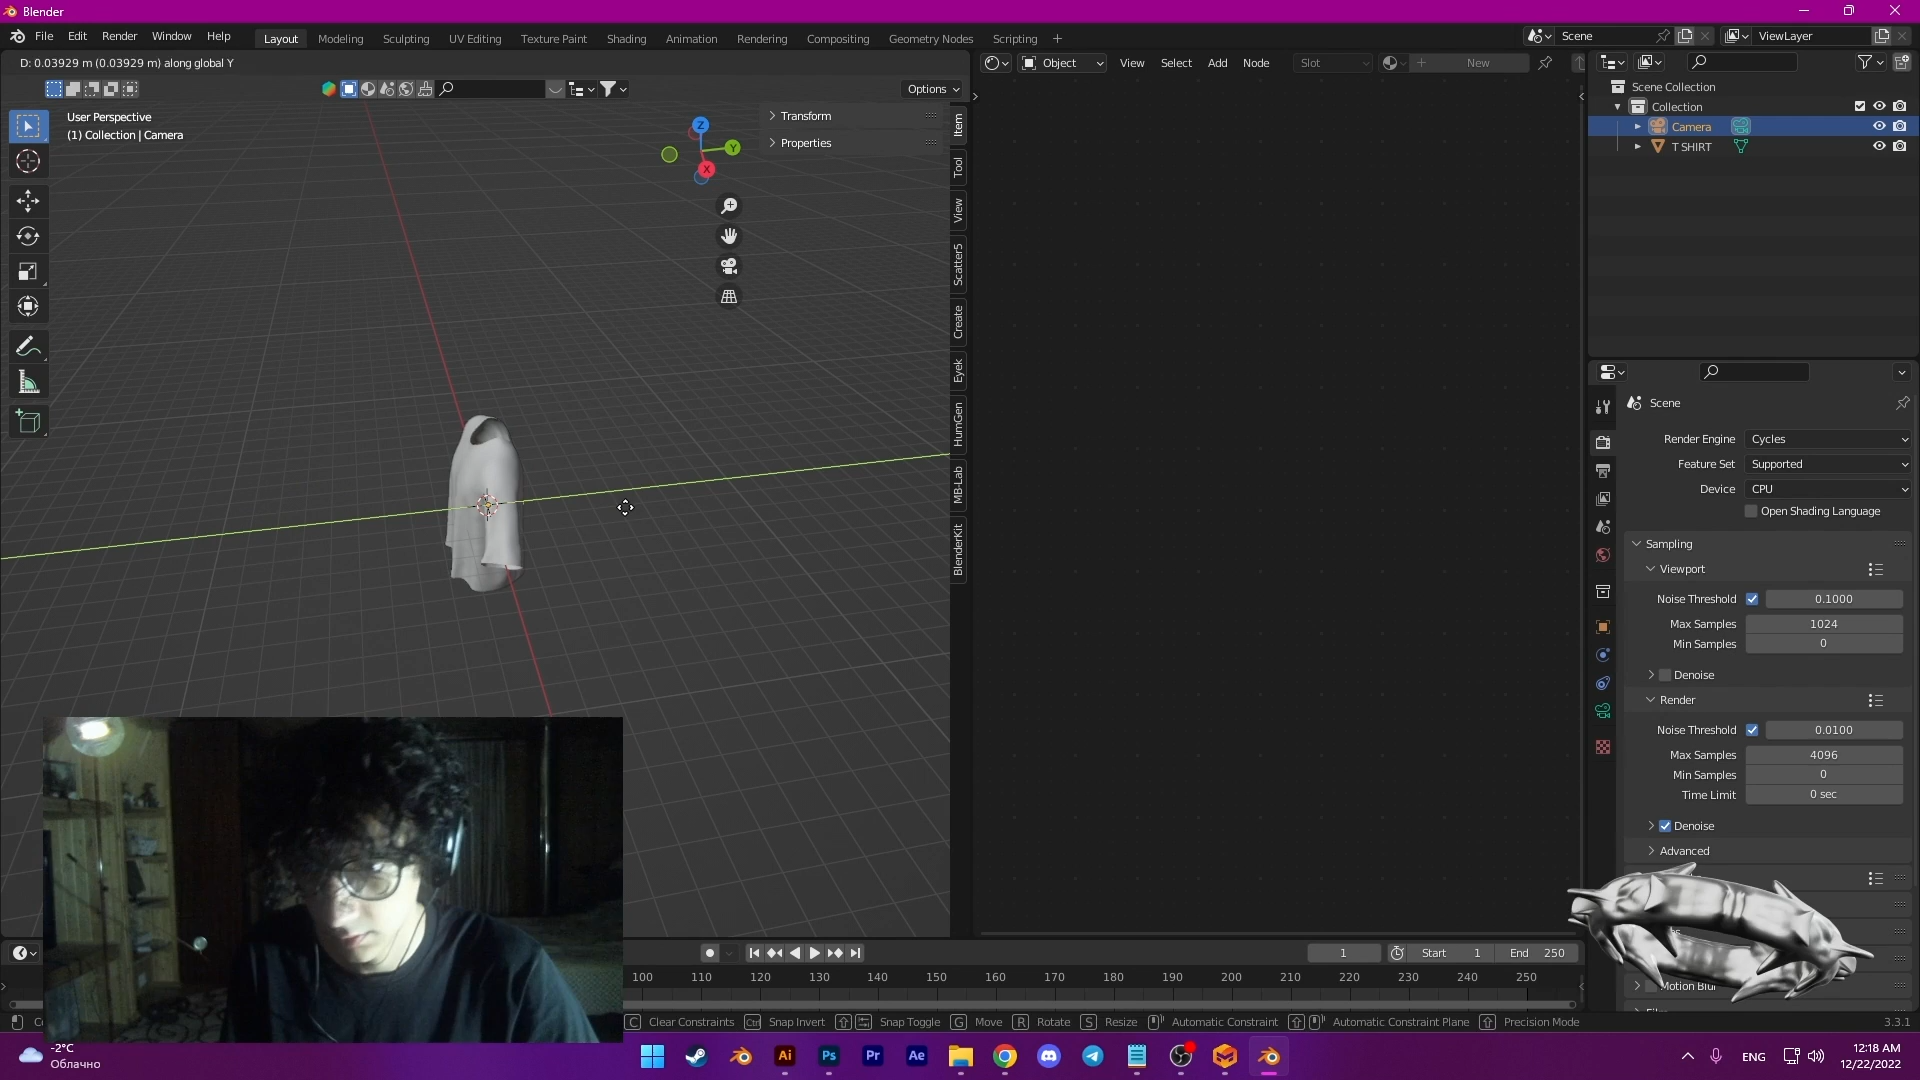 Blender
File Edit Render Window Help Layout Modeling Sculpting UV Editing Texture Paint Shading Animation Rendering Compositing Geometry Nodes Scripting + Scene ViewLayer
D: 0.03929 m (0.03929 m) along global Y
Object View Select Add Node Slot New
Options
User Perspective
(1) Collection | Camera
Transform
Properties
Z
Y
X
Item
Tool
View
Scatter5
Create
Eyek
HumGen
MB-Lab
BlenderKit
Scene Collection
Collection
Camera
T SHIRT
Scene
Render Engine Cycles
Feature Set Supported
Device CPU
Open Shading Language
Sampling
Viewport
Noise Threshold 0.1000
Max Samples 1024
Min Samples 0
Denoise
Render
Noise Threshold 0.0100
Max Samples 4096
Min Samples 0
Time Limit 0 sec
Denoise
Advanced
Motion Blur
1 Start 1 End 250
100 110 120 130 140 150 160 170 180 190 200 210 220 230 240 250
C Clear Constraints Ctrl Snap Invert Snap Toggle G Move R Rotate S Resize Automatic Constraint Automatic Constraint Plane Precision Mode 3.3.1
-2°C
Облачно
Ai Ps Pr Ae
ENG
12:18 AM
12/22/2022